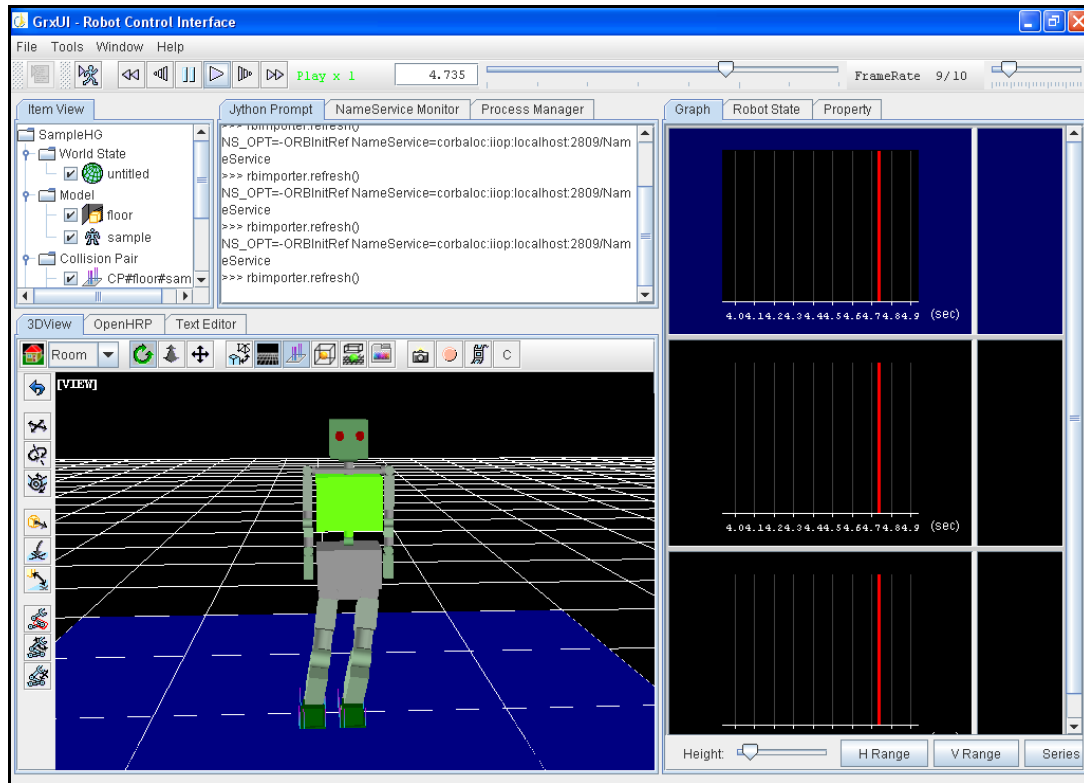 GrxUI - Robot Control Interface
File Tools Window Help
Play x 1
4.735
FrameRate 9/10
Item View
SampleHG
World State
untitled
Model
floor
sample
Collision Pair
CP#floor#sam
Jython Prompt NameService Monitor Process Manager
>>> rbimporter.refresh()
NS_OPT=-ORBInitRef NameService=corbaloc:iiop:localhost:2809/Nam
eService
>>> rbimporter.refresh()
NS_OPT=-ORBInitRef NameService=corbaloc:iiop:localhost:2809/Nam
eService
>>> rbimporter.refresh()
NS_OPT=-ORBInitRef NameService=corbaloc:iiop:localhost:2809/Nam
eService
>>> rbimporter.refresh()
3DView OpenHRP Text Editor
Room
C
[VIEW]
Graph Robot State Property
4.04.14.24.34.44.54.64.74.84.9 (sec)
4.04.14.24.34.44.54.64.74.84.9 (sec)
Height: H Range V Range Series